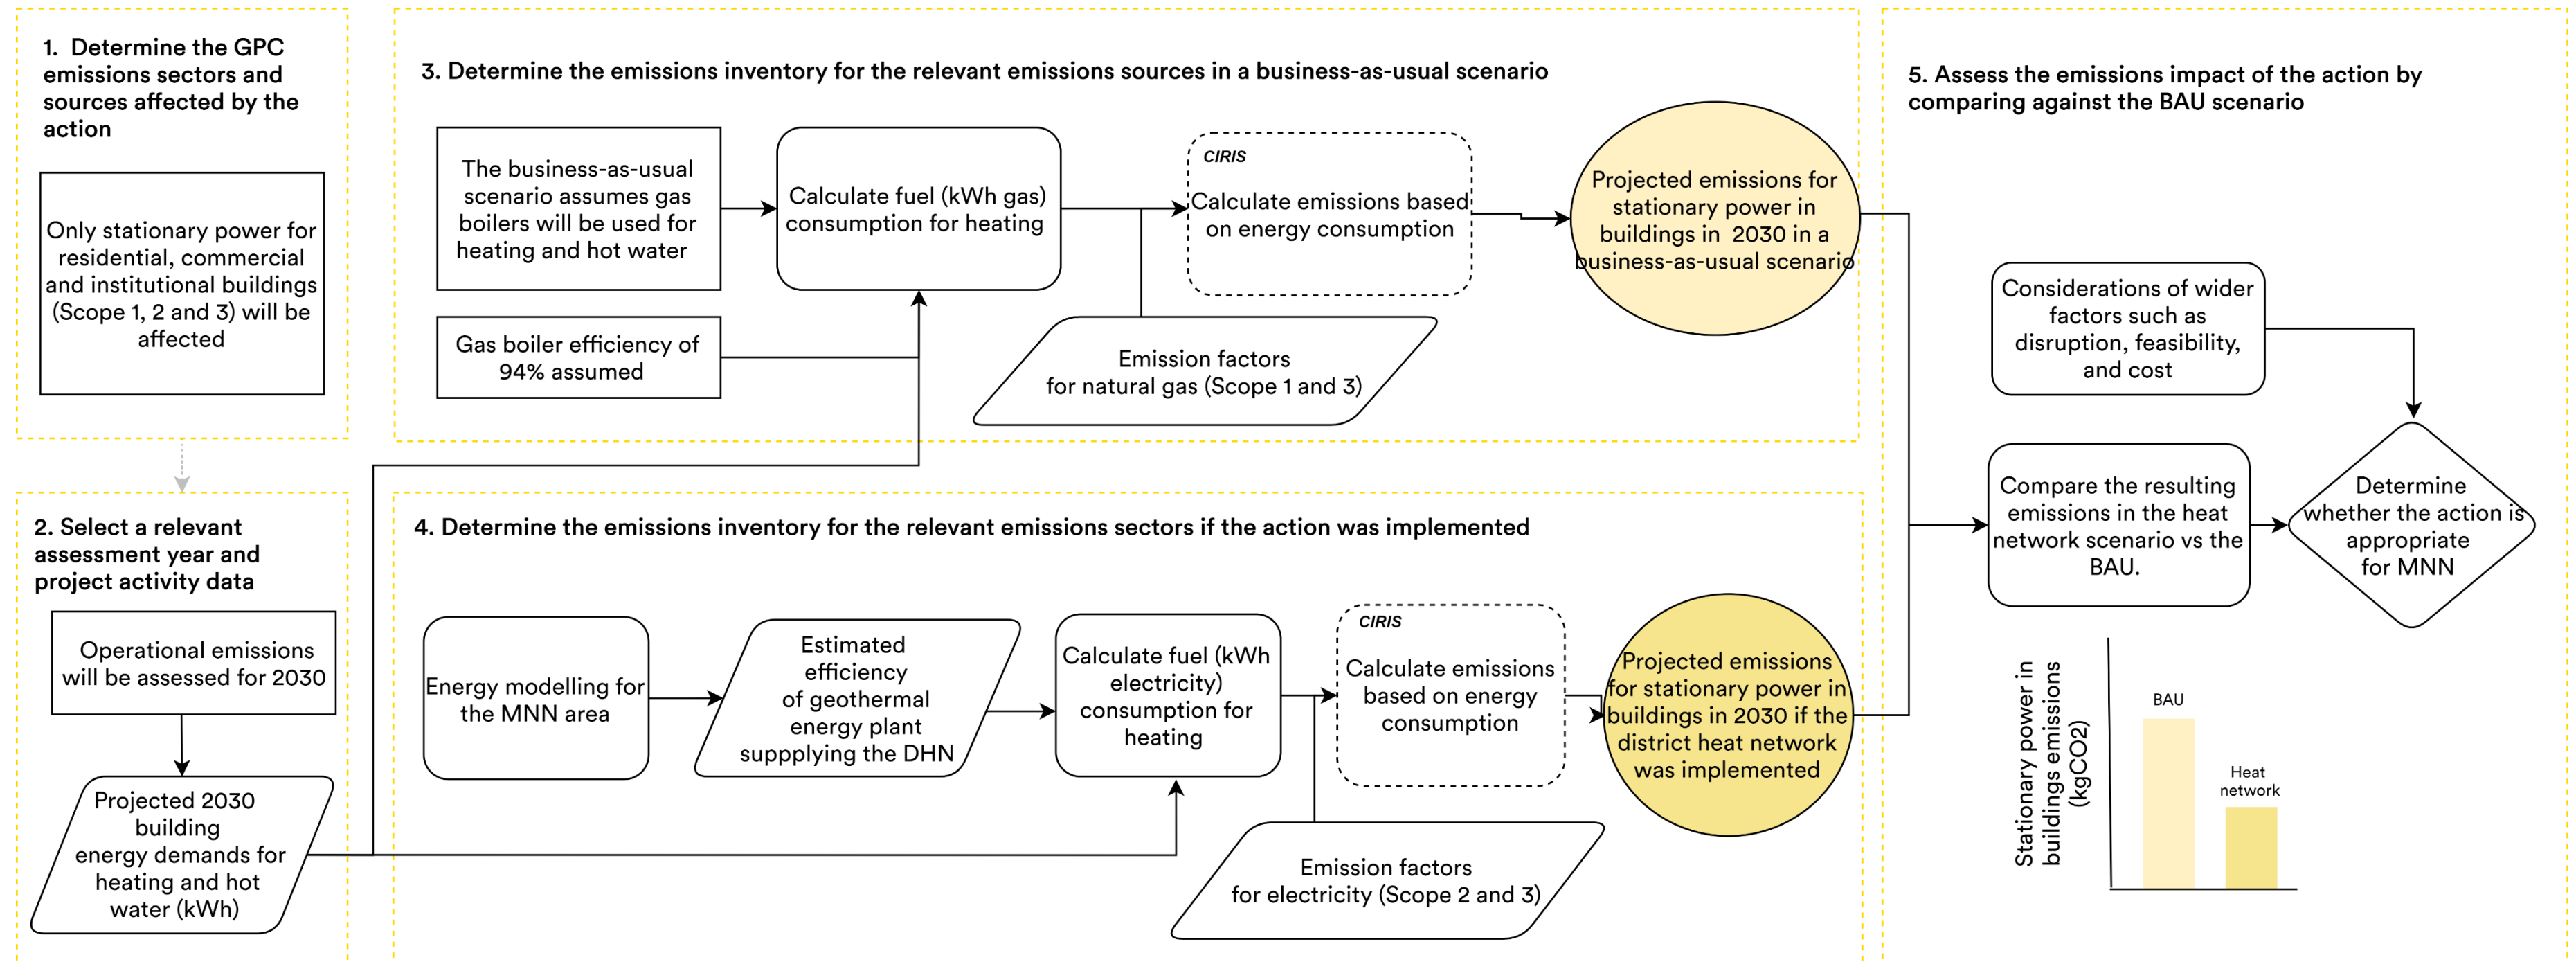 1.  Determine the GPC
emissions sectors and
sources affected by the
action
Only stationary power for
residential, commercial
and institutional buildings
(Scope 1, 2 and 3) will be
affected
2. Select a relevant
assessment year and
project activity data
Operational emissions
will be assessed for 2030
Projected 2030
building
energy demands for
heating and hot
water (kWh)
3. Determine the emissions inventory for the relevant emissions sources in a business-as-usual scenario
The business-as-usual
scenario assumes gas
boilers will be used for
heating and hot water
Gas boiler efficiency of
94% assumed
Calculate fuel (kWh gas)
consumption for heating
CIRIS
Calculate emissions based
on energy consumption
Emission factors
for natural gas (Scope 1 and 3)
Projected emissions for
stationary power in
buildings in  2030 in a
business-as-usual scenario
4. Determine the emissions inventory for the relevant emissions sectors if the action was implemented
Energy modelling for
the MNN area
Estimated
efficiency
of geothermal
energy plant
suppplying the DHN
Calculate fuel (kWh
electricity)
consumption for
heating
CIRIS
Calculate emissions
based on energy
consumption
Emission factors
for electricity (Scope 2 and 3)
Projected emissions
for stationary power in
buildings in 2030 if the
district heat network
was implemented
5. Assess the emissions impact of the action by
comparing against the BAU scenario
Considerations of wider
factors such as
disruption, feasibility,
and cost
Compare the resulting
emissions in the heat
network scenario vs the
BAU.
Determine
whether the action is
appropriate
for MNN
Stationary power in
buildings emissions
(kgCO2)
BAU
Heat
network